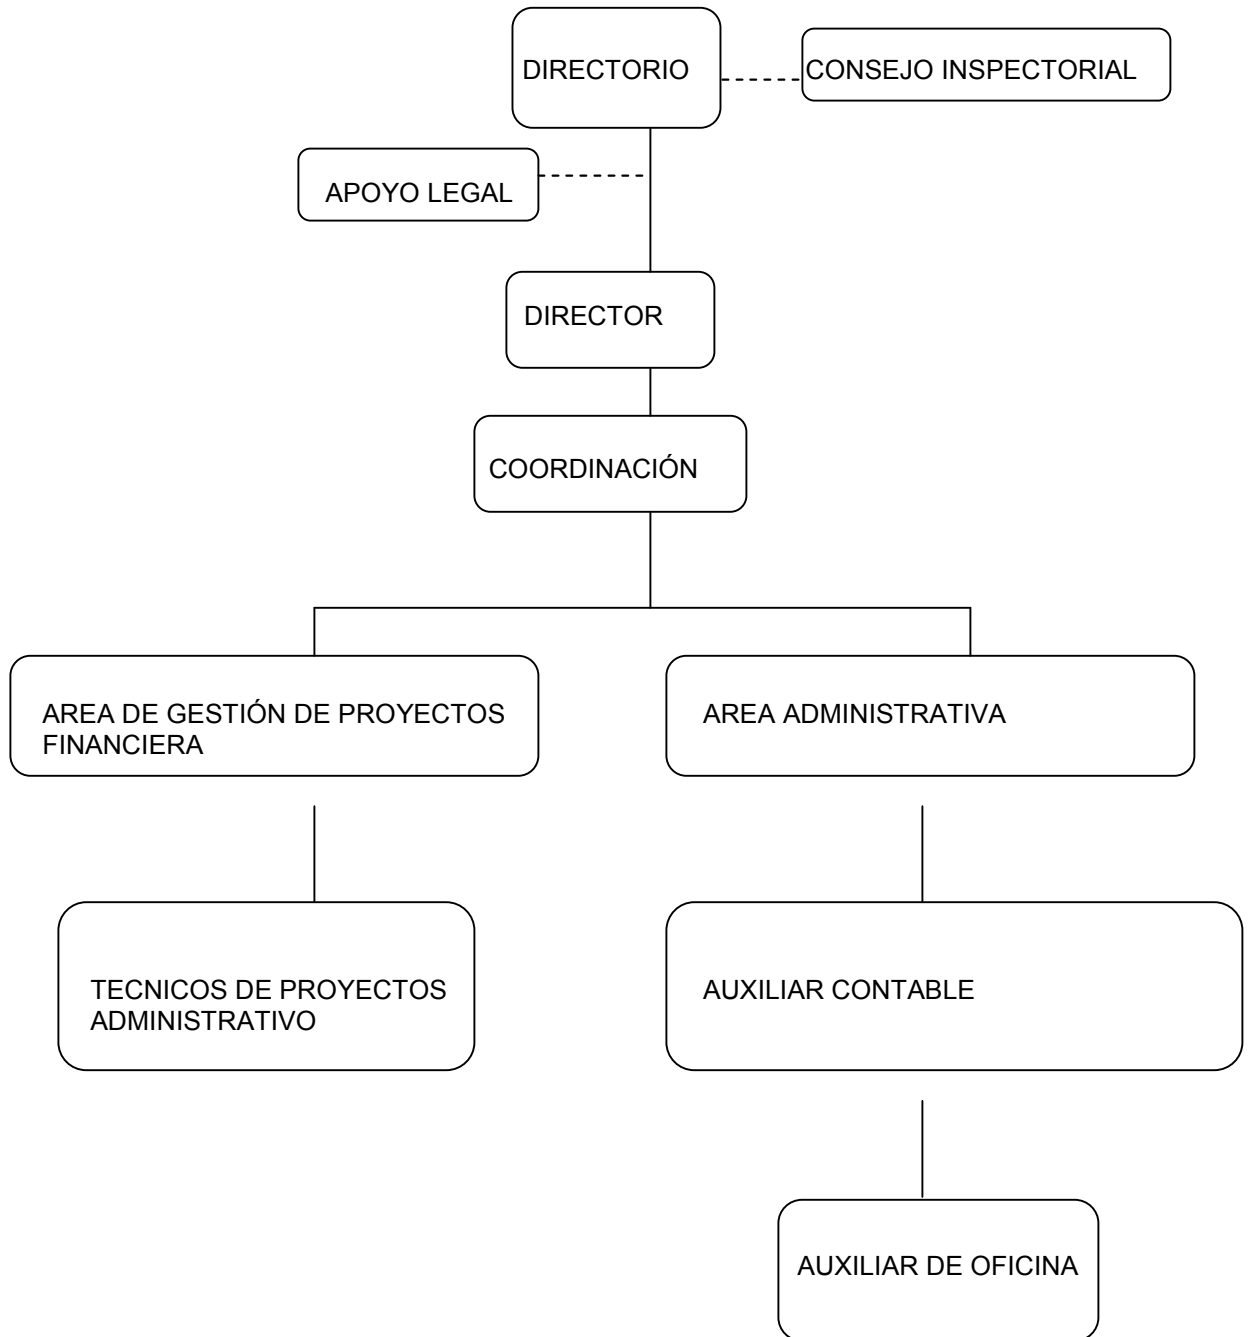 DIRECTORIO
CONSEJO INSPECTORIAL
APOYO LEGAL
DIRECTOR
COORDINACIÓN
AREA DE GESTIÓN DE PROYECTOS
FINANCIERA
AREA ADMINISTRATIVA
TECNICOS DE PROYECTOS
ADMINISTRATIVO
AUXILIAR CONTABLE
AUXILIAR DE OFICINA